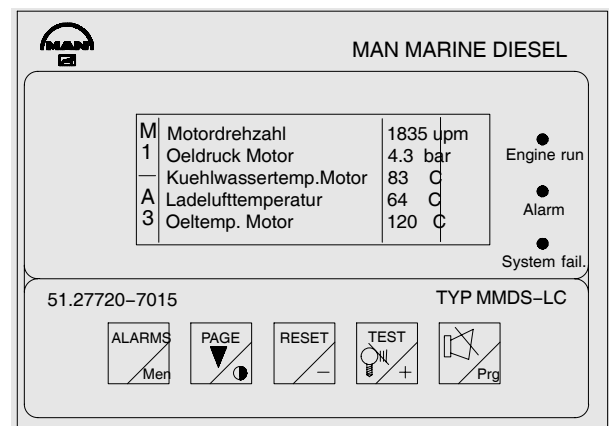 MAN
MAN MARINE DIESEL
M Motordrehzahl 1835 upm
1 Oeldruck Motor 4.3 bar
— Kuehlwassertemp.Motor 83 C
A Ladelufttemperatur 64 C
3 Oeltemp. Motor 120 C
Engine run
Alarm
System fail.
51.27720–7015 TYP MMDS–LC
ALARMS PAGE RESET TEST
Men – + Prg